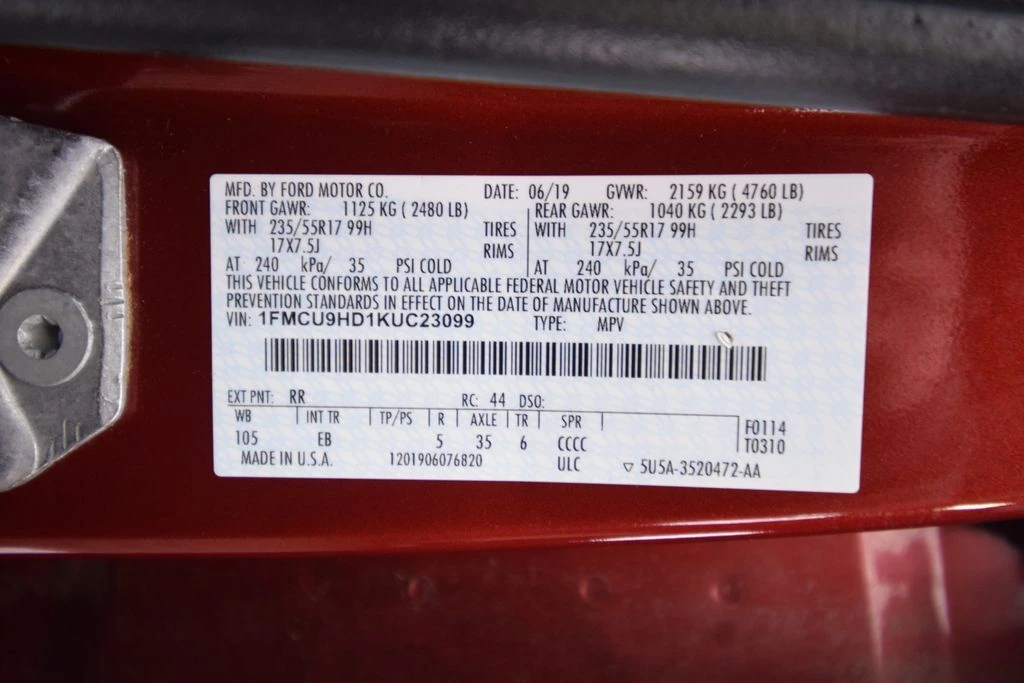 MFD. BY FORD MOTOR CO. DATE: 06/19 GVWR: 2159 KG ( 4760 LB)
FRONT GAWR: 1125 KG ( 2480 LB) REAR GAWR: 1040 KG ( 2293 LB)
WITH 235/55R17 99H TIRES WITH 235/55R17 99H TIRES
17X7.5J RIMS 17X7.5J RIMS
AT 240 kPa/ 35 PSI COLD AT 240 kPa/ 35 PSI COLD
THIS VEHICLE CONFORMS TO ALL APPLICABLE FEDERAL MOTOR VEHICLE SAFETY AND THEFT
PREVENTION STANDARDS IN EFFECT ON THE DATE OF MANUFACTURE SHOWN ABOVE.
VIN: 1FMCU9HD1KUC23099 TYPE: MPV
EXT PNT: RR RC: 44 DSO:
WB INT TR TP/PS R AXLE TR SPR F0114
105 EB 5 35 6 CCCC T0310
MADE IN U.S.A. 1201906076820 ULC ▽ 5U5A-3520472-AA